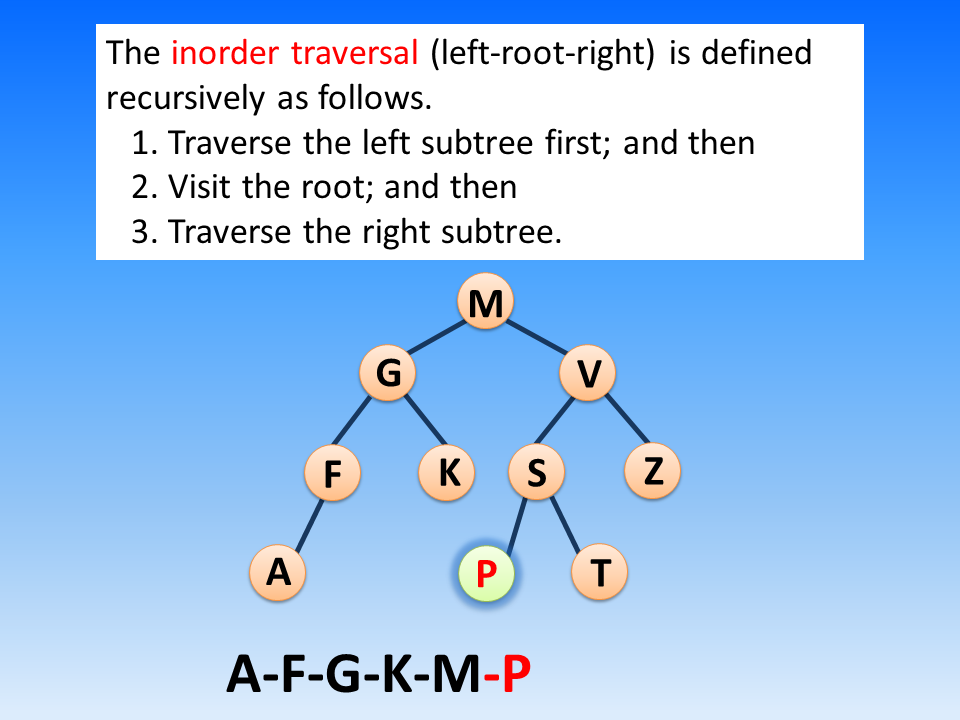 The inorder traversal (left-root-right) is defined
recursively as follows.
1. Traverse the left subtree first; and then
2. Visit the root; and then
3. Traverse the right subtree.
M
G V
F K S Z
A P T
A-F-G-K-M-P